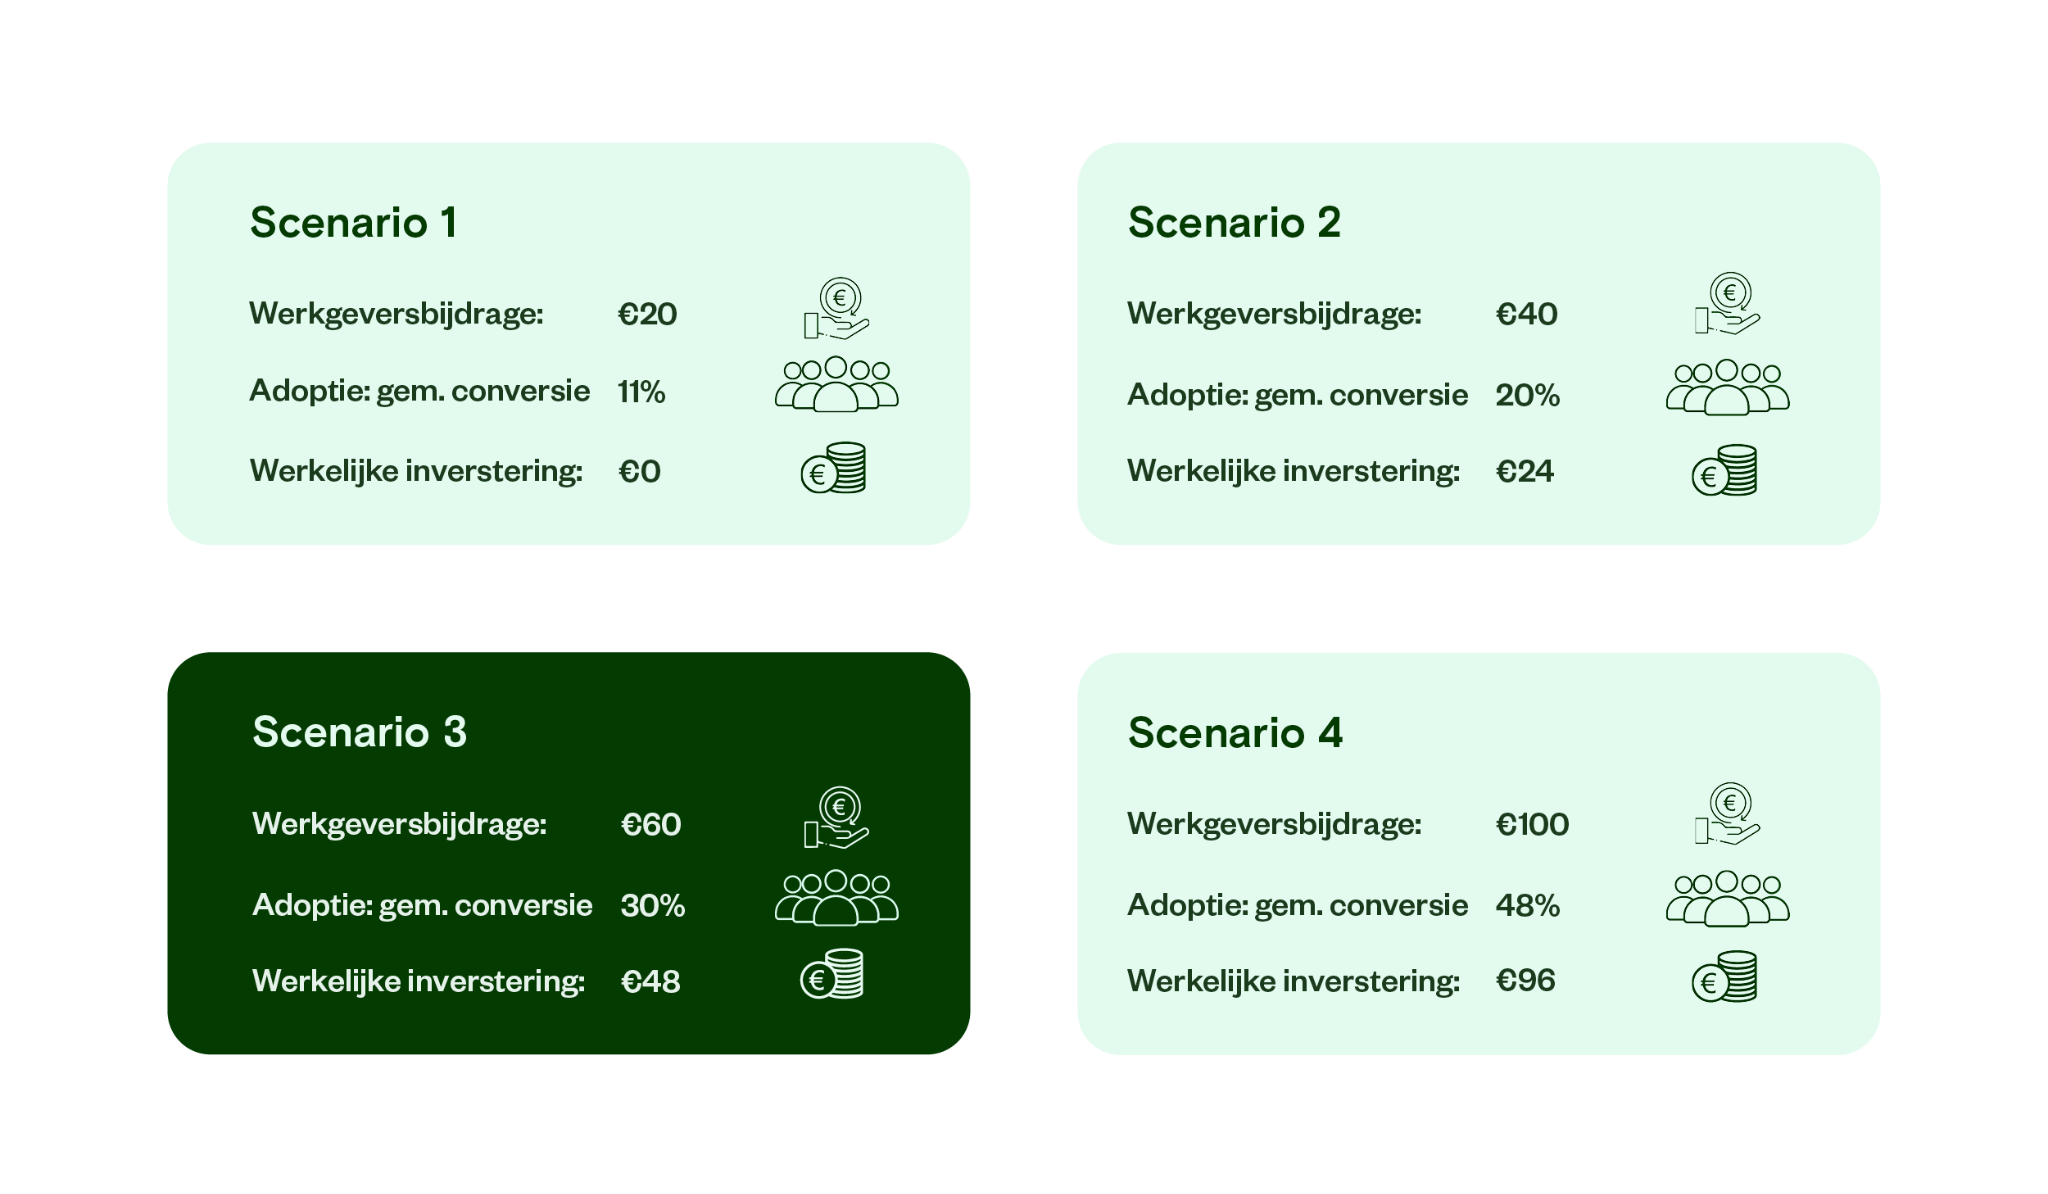 Scenario 1
Werkgeversbijdrage: €20
Adoptie: gem. conversie 11%
Werkelijke inverstering: €0
Scenario 2
Werkgeversbijdrage: €40
Adoptie: gem. conversie 20%
Werkelijke inverstering: €24
Scenario 3
Werkgeversbijdrage: €60
Adoptie: gem. conversie 30%
Werkelijke inverstering: €48
Scenario 4
Werkgeversbijdrage: €100
Adoptie: gem. conversie 48%
Werkelijke inverstering: €96